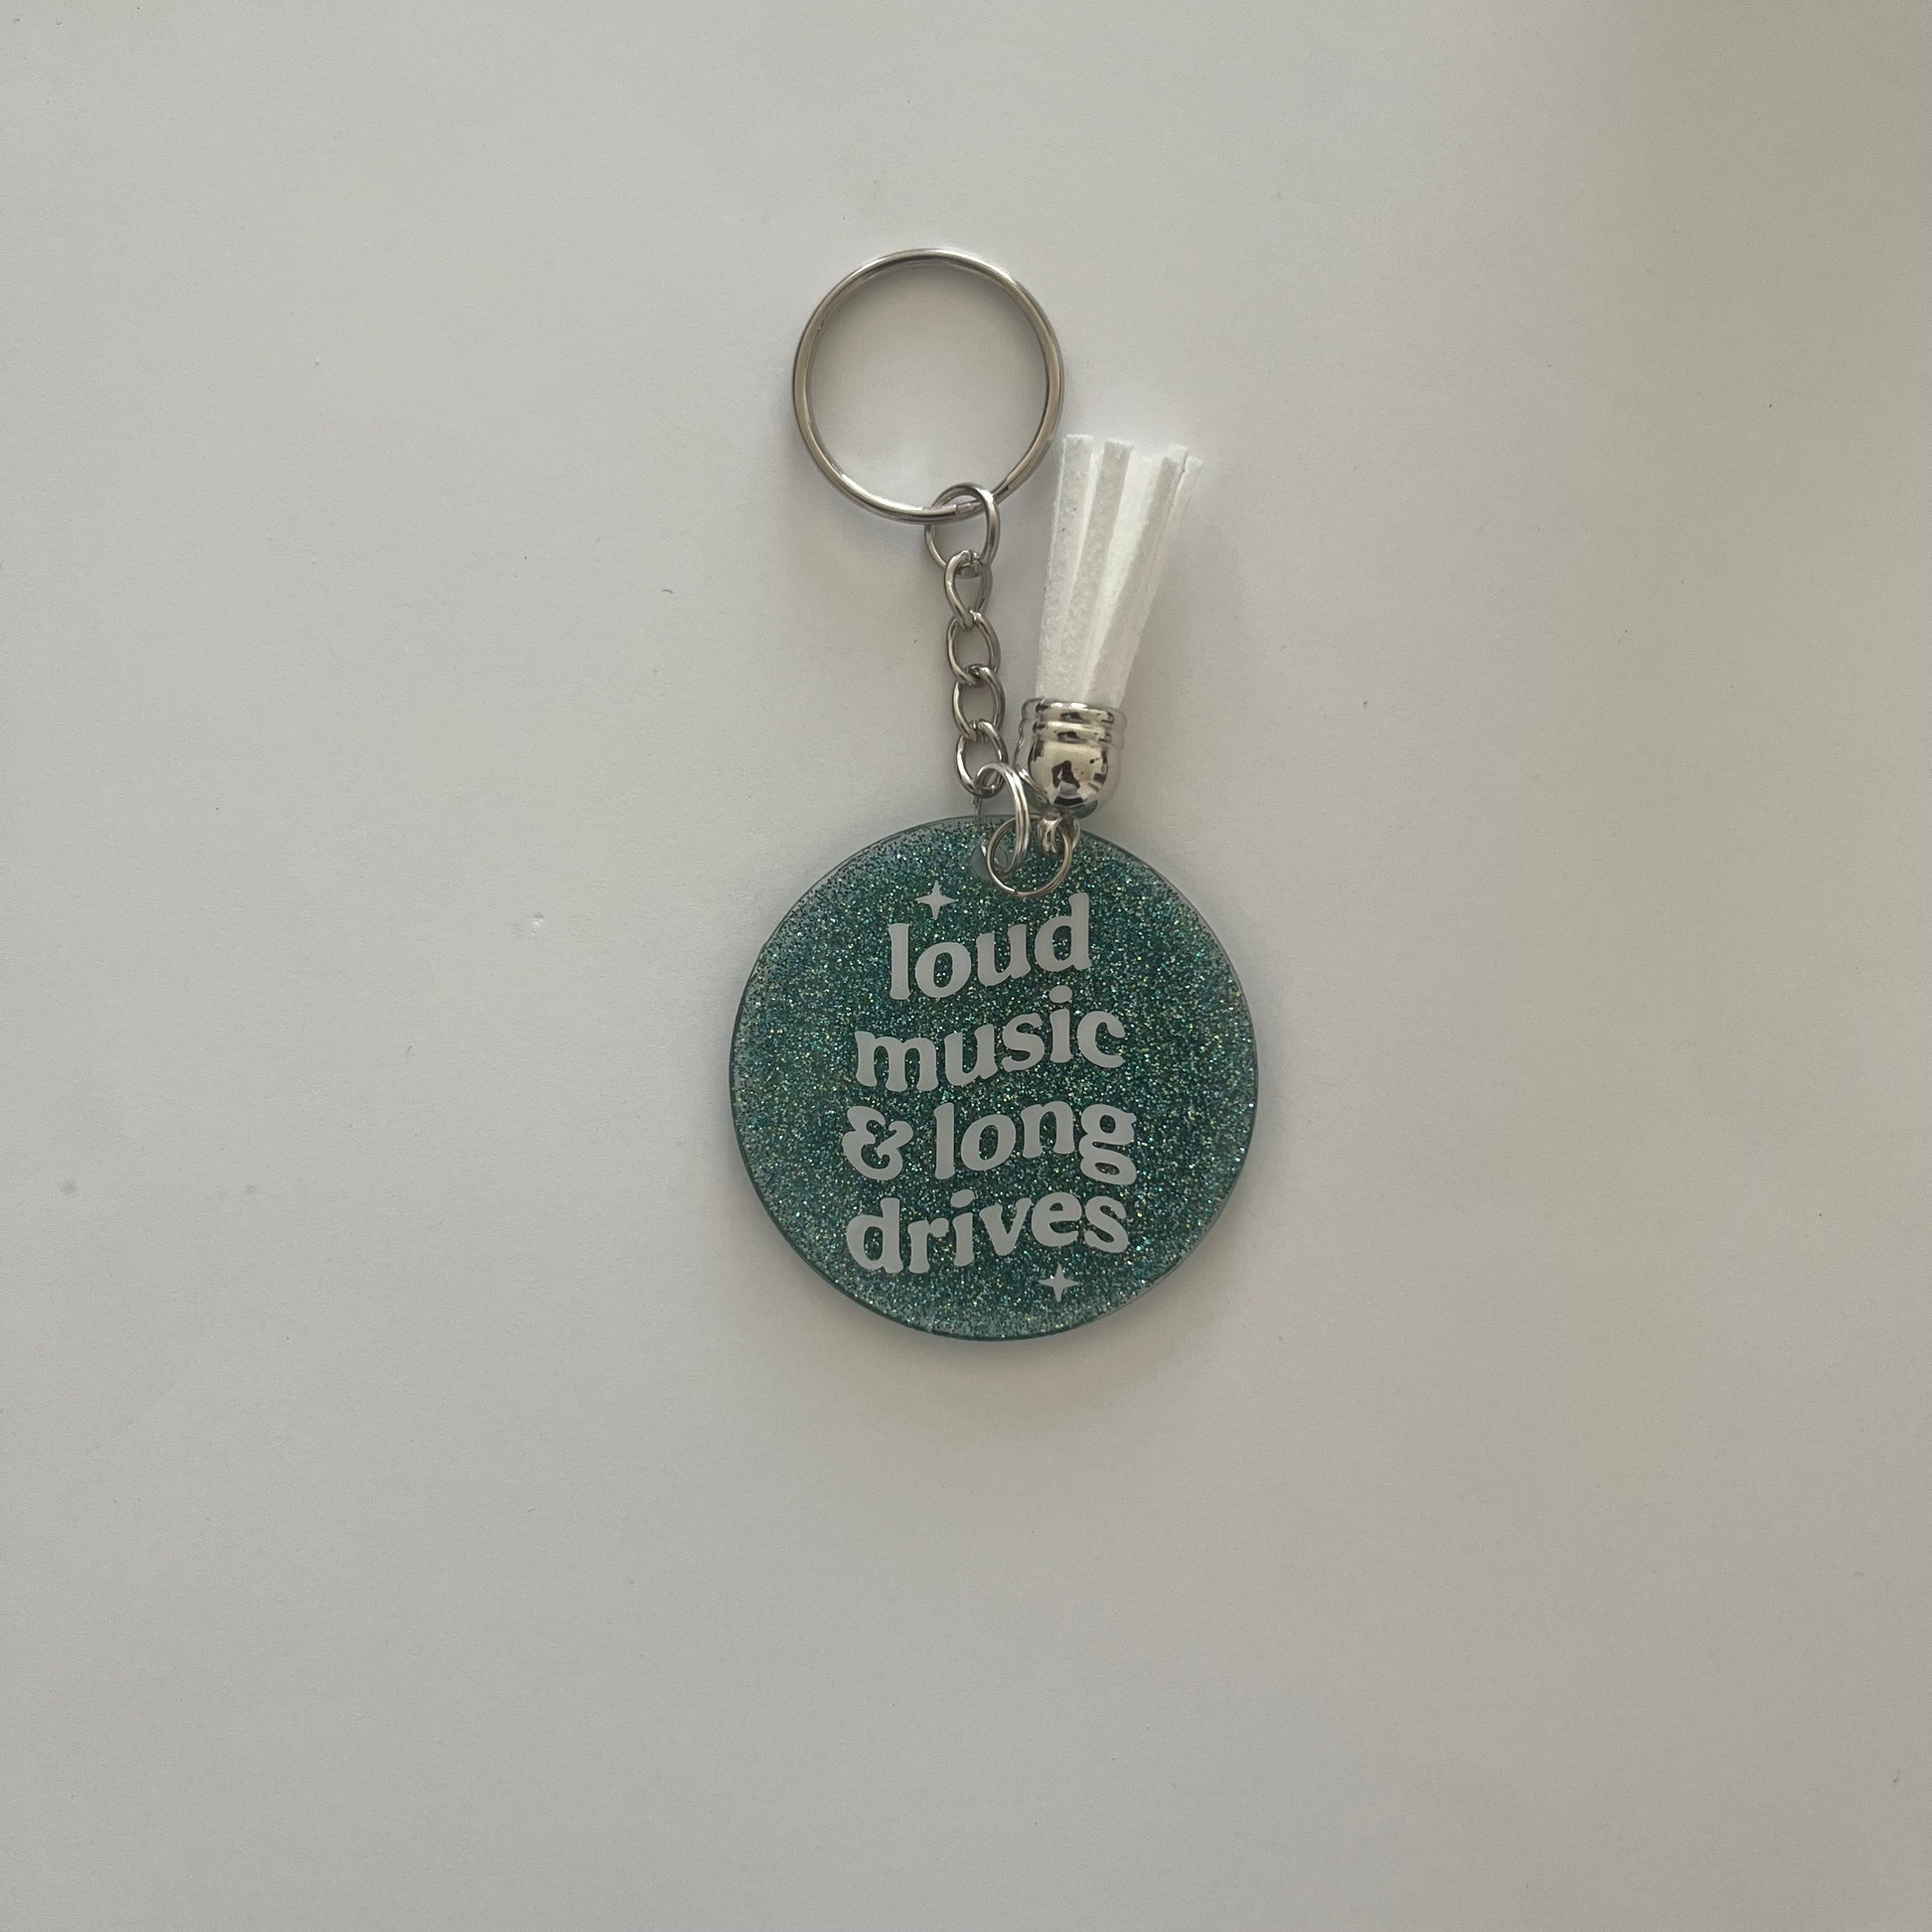 loud
music
& long
drives